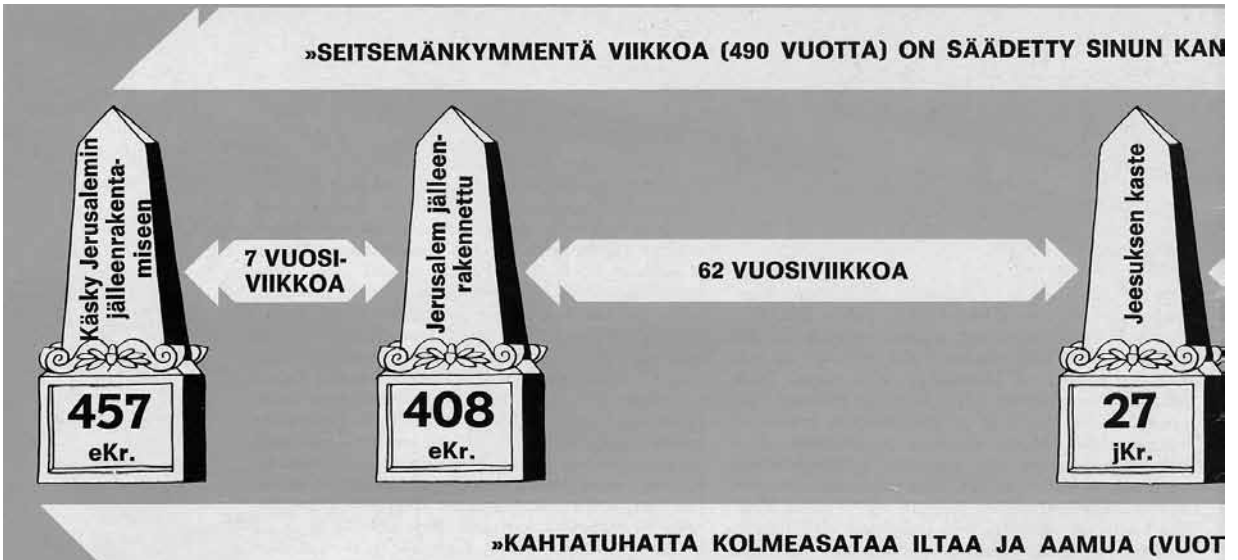 »SEITSEMÄNKYMMENTÄ VIIKKOA (490 VUOTTA) ON SÄÄDETTY SINUN KAN
Käsky Jerusalemin
jälleenrakenta-
miseen
7 VUOSI-
VIIKKOA
Jerusalem jälleen-
rakennettu
62 VUOSIVIIKKOA
Jeesuksen kaste
457
eKr.
408
eKr.
27
jKr.
»KAHTATUHATTA KOLMEASATAA ILTAA JA AAMUA (VUOT